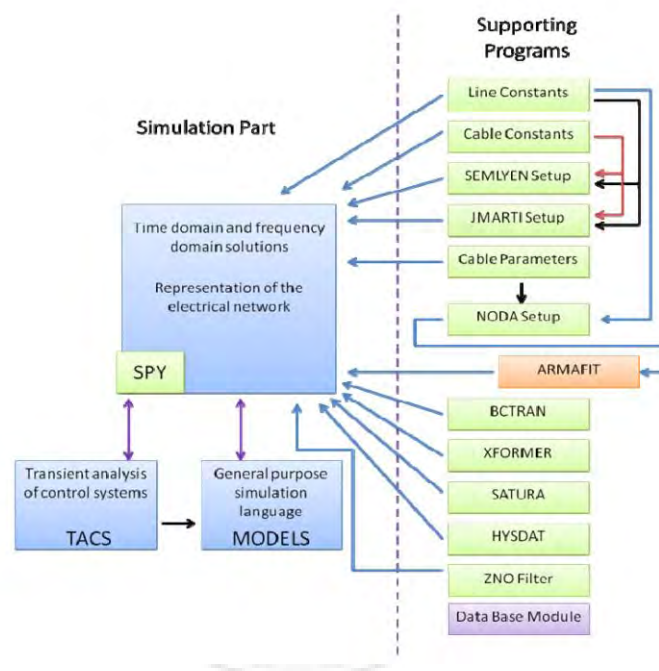 Supporting
Programs
Simulation Part
Line Constants
Cable Constants
SEMLYEN Setup
JMARTI Setup
Cable Parameters
NODA Setup
ARMAFIT
BCTRAN
XFORMER
SATURA
HYSDAT
ZNO Filter
Data Base Module
Time domain and frequency
domain solutions
Representation of the
electrical network
SPY
Transient analysis
of control systems
TACS
General purpose
simulation
language
MODELS